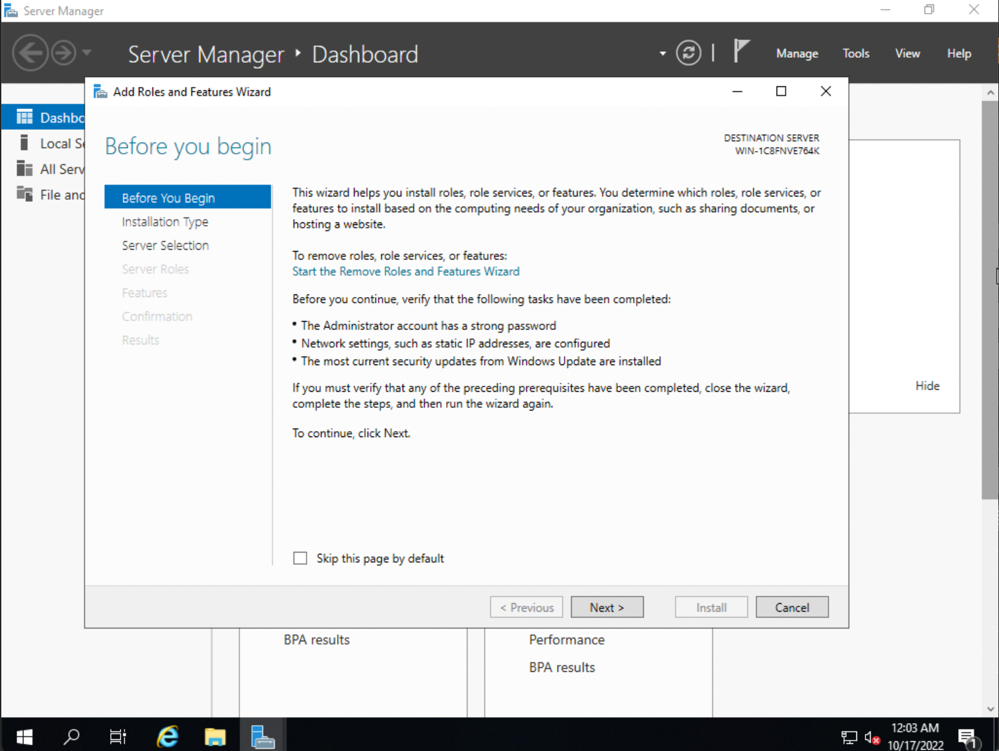 Server Manager
Server Manager ‣ Dashboard
Manage Tools View Help
Add Roles and Features Wizard
Before you begin
DESTINATION SERVER
WIN-1C8FNVE764K
Before You Begin
Installation Type
Server Selection
Server Roles
Features
Confirmation
Results
This wizard helps you install roles, role services, or features. You determine which roles, role services, or
features to install based on the computing needs of your organization, such as sharing documents, or
hosting a website.
To remove roles, role services, or features:
Start the Remove Roles and Features Wizard
Before you continue, verify that the following tasks have been completed:
• The Administrator account has a strong password
• Network settings, such as static IP addresses, are configured
• The most current security updates from Windows Update are installed
If you must verify that any of the preceding prerequisites have been completed, close the wizard,
complete the steps, and then run the wizard again.
To continue, click Next.
Skip this page by default
< Previous
Next >
Install
Cancel
Dashbo
Local Se
All Serv
File and
Hide
BPA results
Performance
BPA results
12:03 AM
10/17/2022
1